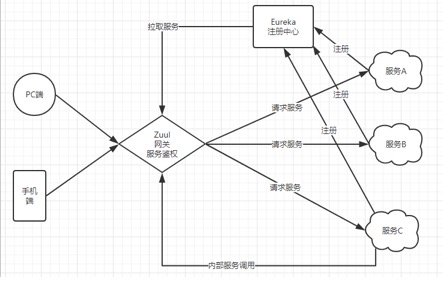 Eureka
注册中心
拉取服务
注册
服务A
PC端
请求服务
注册
Zuul
网关
服务鉴权
注册
请求服务
服务B
手机
端
请求服务
服务C
内部服务调用